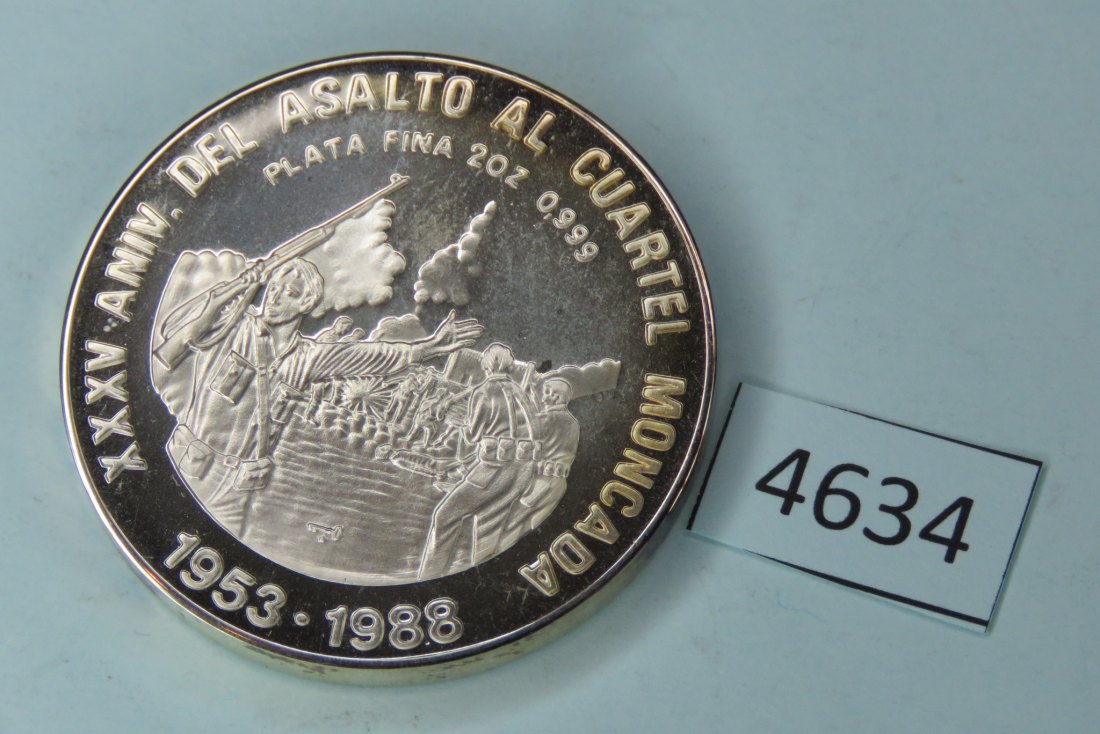 XXXV ANIV. DEL ASALTO AL CUARTEL MONCADA
PLATA FINA 2OZ 0,999
1953 · 1988
4634